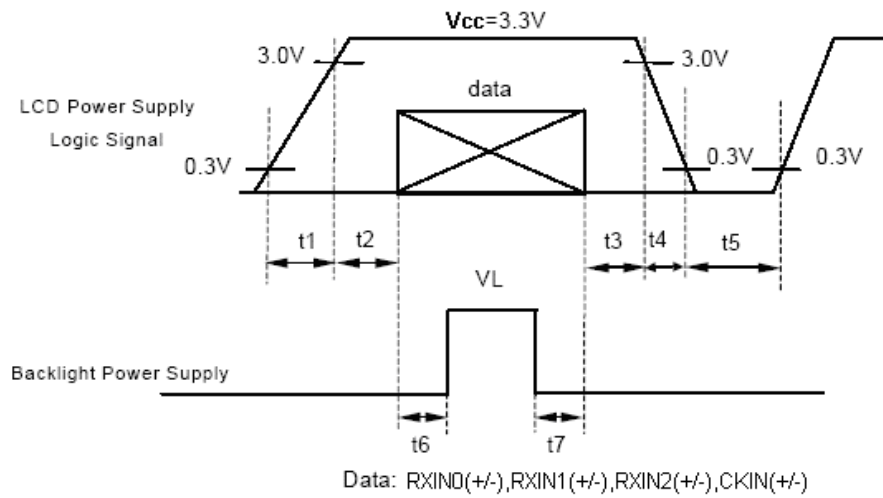 Vcc=3.3V
3.0V
3.0V
data
LCD Power Supply
Logic Signal
0.3V
0.3V
0.3V
t1
t2
t3
t4
t5
VL
Backlight Power Supply
t6
t7
Data: RXIN0(+/-),RXIN1(+/-),RXIN2(+/-),CKIN(+/-)